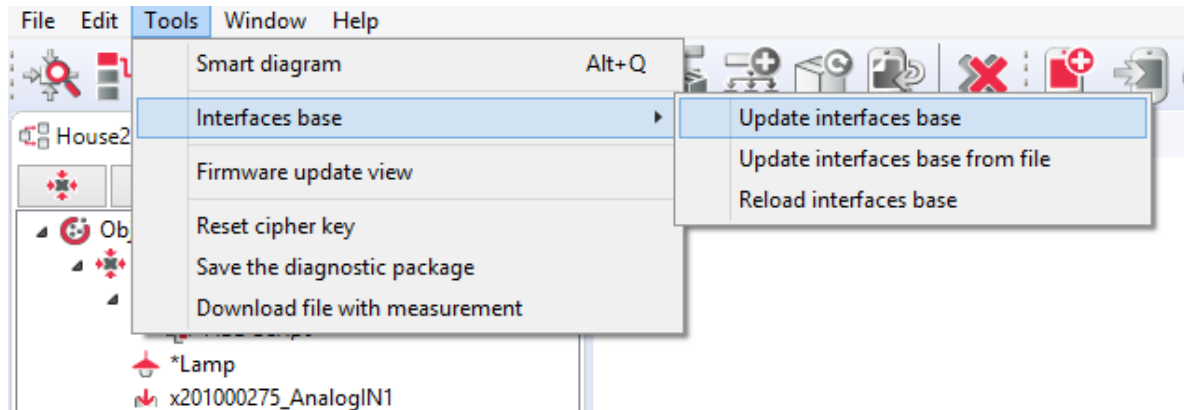 File Edit Tools Window Help
Smart diagram Alt+Q
Interfaces base
Update interfaces base
Update interfaces base from file
Reload interfaces base
House2
Firmware update view
Reset cipher key
Save the diagnostic package
Download file with measurement
Obj
*Lamp
x201000275_AnalogIN1